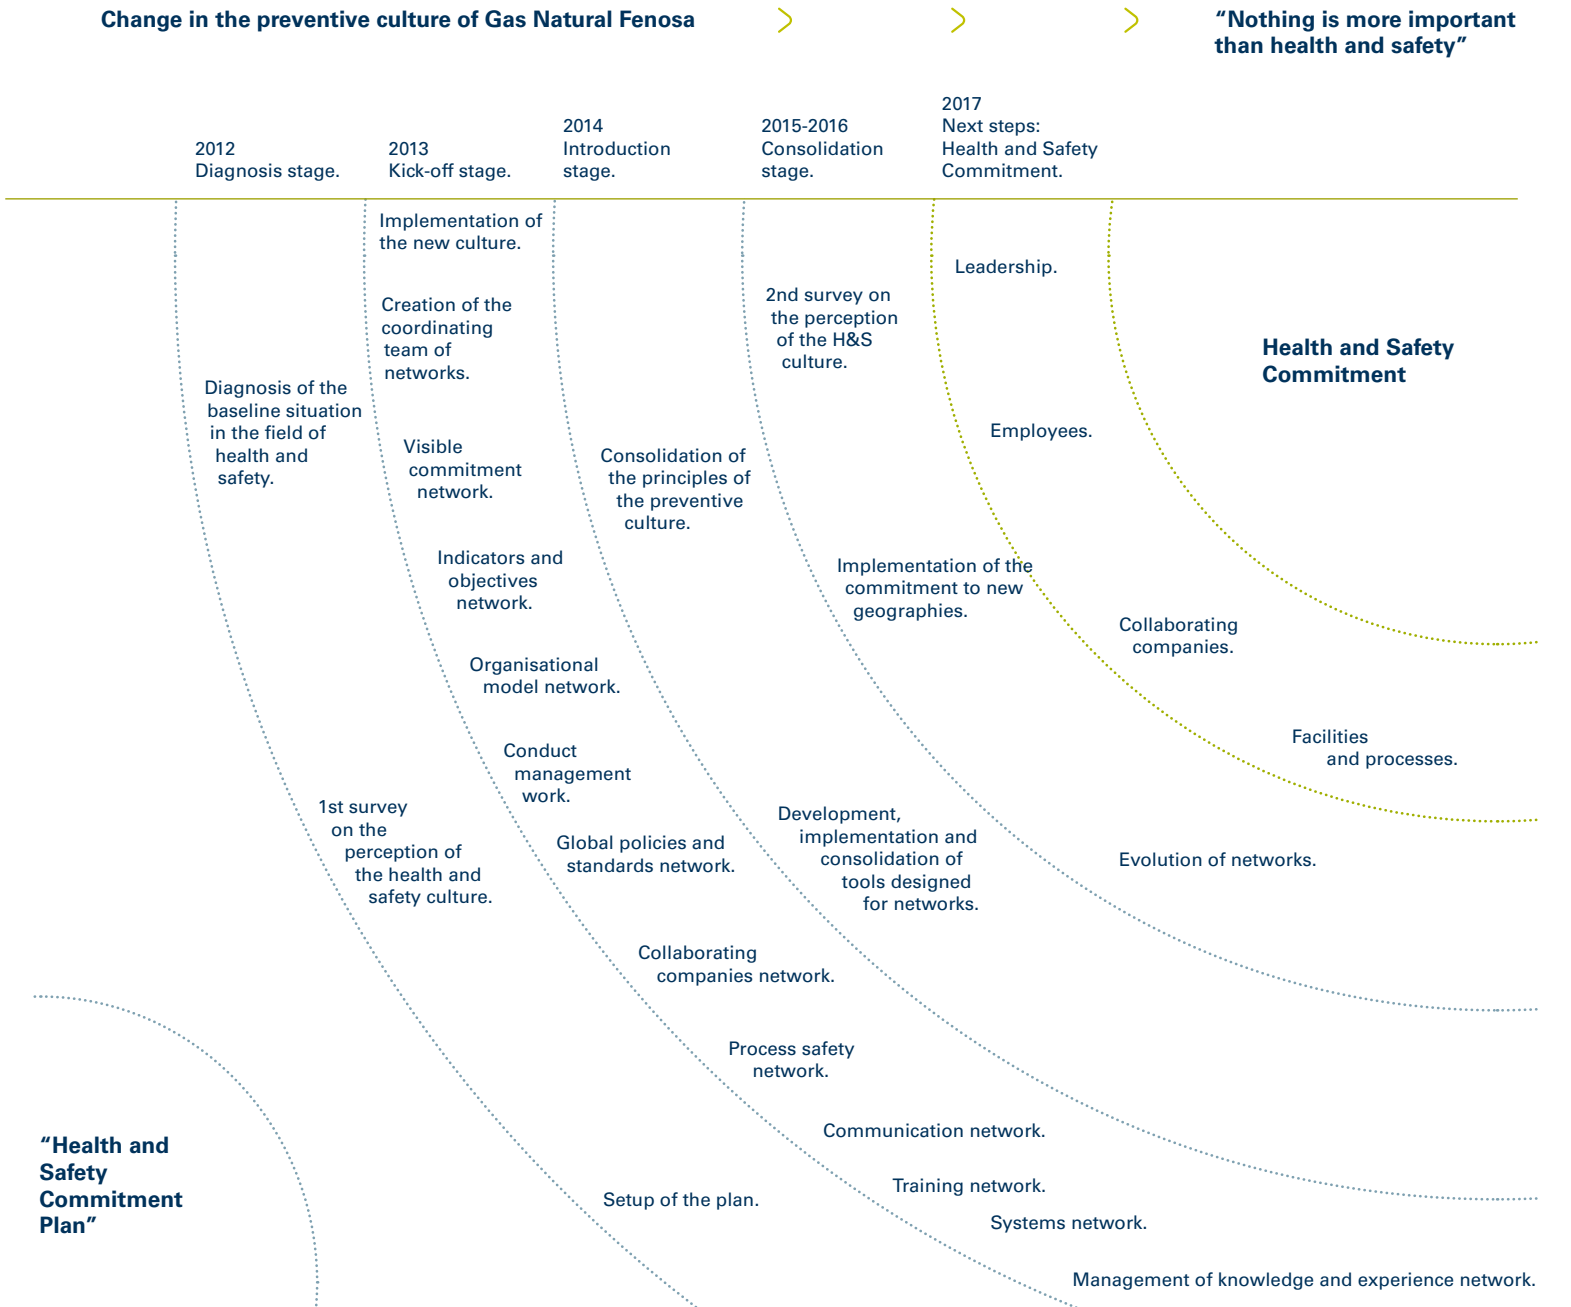 Change in the preventive culture of Gas Natural Fenosa
“Nothing is more important
than health and safety”
2012
Diagnosis stage.
2013
Kick-off stage.
2014
Introduction
stage.
2015-2016
Consolidation
stage.
2017
Next steps:
Health and Safety
Commitment.
Diagnosis of the
baseline situation
in the field of
health and
safety.
1st survey
on the
perception of
the health and
safety culture.
Setup of the plan.
Implementation of
the new culture.
Creation of the
coordinating
team of
networks.
Visible
commitment
network.
Indicators and
objectives
network.
Organisational
model network.
Conduct
management
work.
Global policies and
standards network.
Collaborating
companies network.
Process safety
network.
Communication network.
Training network.
Systems network.
Management of knowledge and experience network.
Consolidation of
the principles of
the preventive
culture.
Development,
implementation and
consolidation of
tools designed
for networks.
2nd survey on
the perception
of the H&S
culture.
Implementation of the
commitment to new
geographies.
Evolution of networks.
Leadership.
Employees.
Collaborating
companies.
Facilities
and processes.
Health and Safety
Commitment
“Health and
Safety
Commitment
Plan”